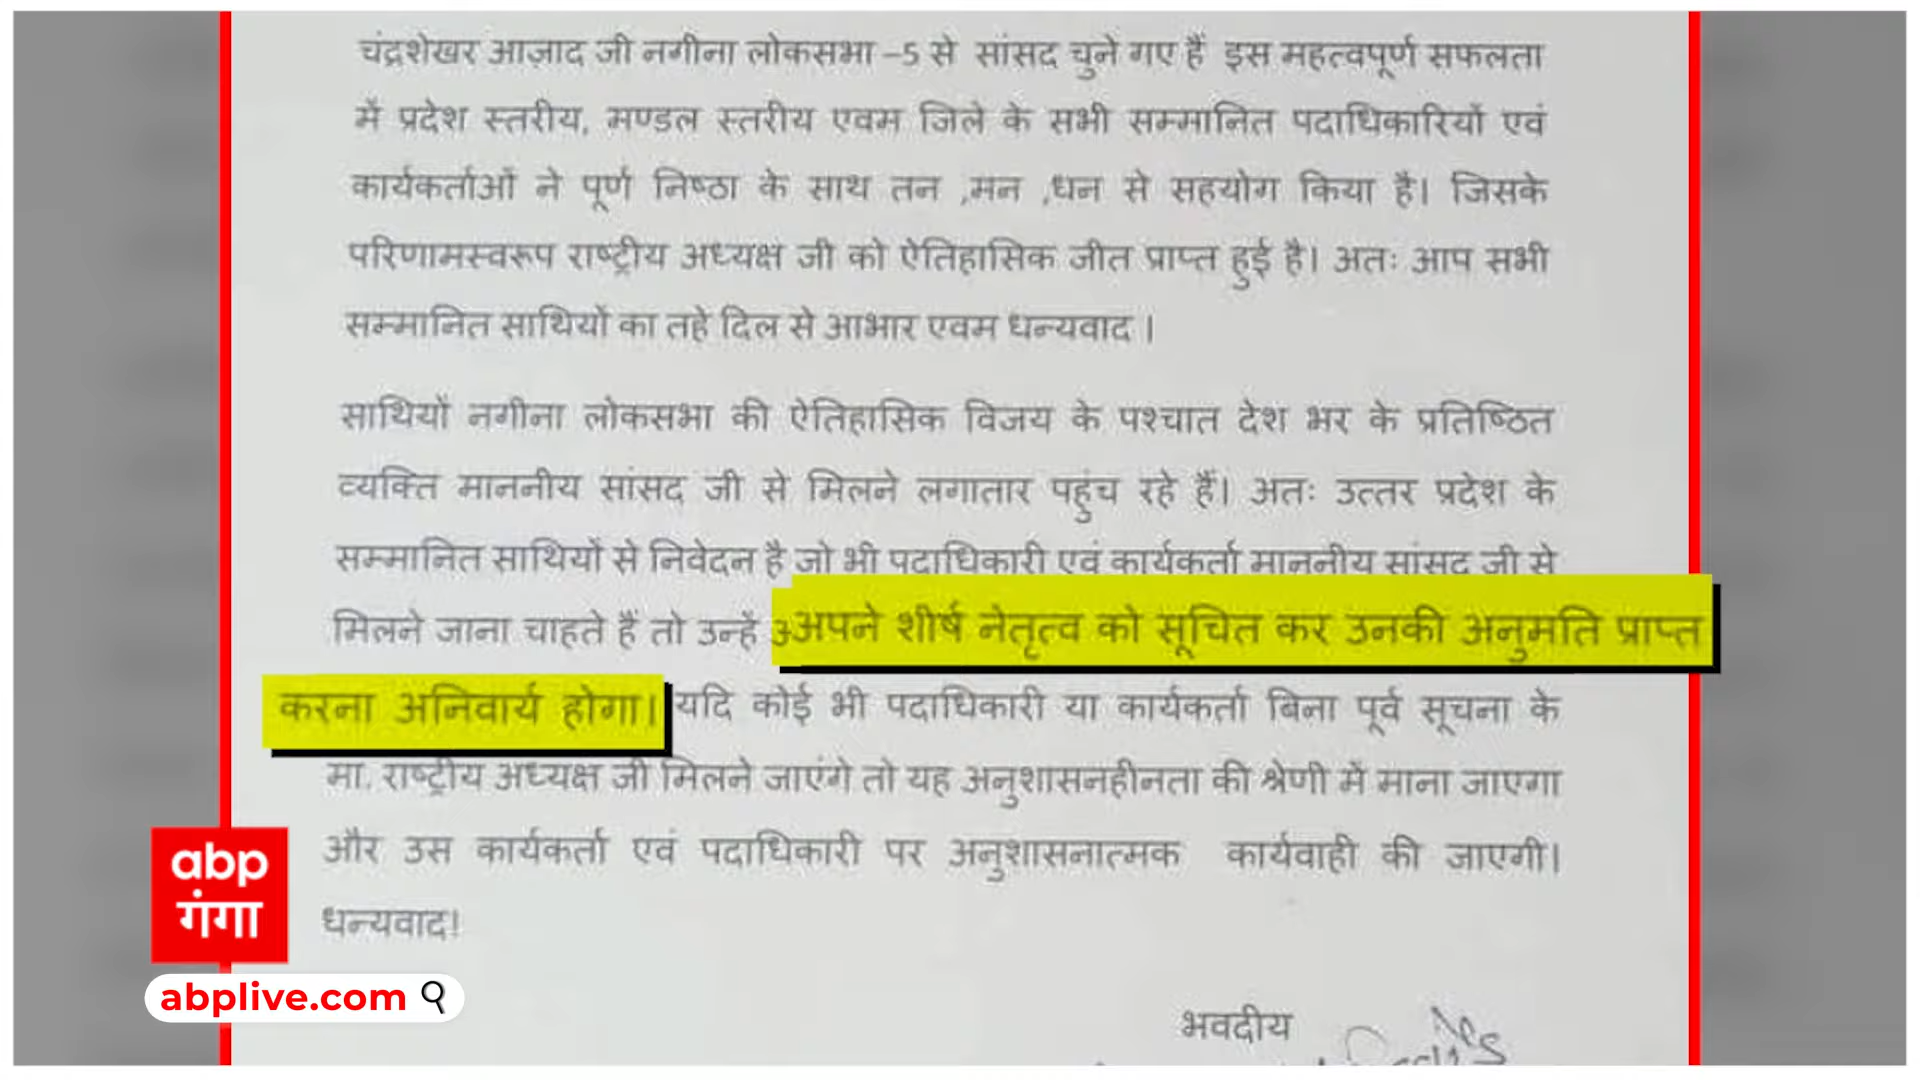 चंद्रशेखर आज़ाद जी नगीना लोकसभा –5 से सांसद चुने गए हैं इस महत्वपूर्ण सफलता
में प्रदेश स्तरीय, मण्डल स्तरीय एवम जिले के सभी सम्मानित पदाधिकारियों एवं
कार्यकर्ताओं ने पूर्ण निष्ठा के साथ तन ,मन ,धन से सहयोग किया है। जिसके
परिणामस्वरूप राष्ट्रीय अध्यक्ष जी को ऐतिहासिक जीत प्राप्त हुई है। अतः आप सभी
सम्मानित साथियों का तहे दिल से आभार एवम धन्यवाद ।
साथियों नगीना लोकसभा की ऐतिहासिक विजय के पश्चात देश भर के प्रतिष्ठित
व्यक्ति माननीय सांसद जी से मिलने लगातार पहुंच रहे हैं। अतः उत्तर प्रदेश के
सम्मानित साथियों से निवेदन है जो भी पदाधिकारी एवं कार्यकर्ता माननीय सांसद जी से
मिलने जाना चाहते हैं तो उन्हें अपने शीर्ष नेतृत्व को सूचित कर उनकी अनुमति प्राप्त
करना अनिवार्य होगा। यदि कोई भी पदाधिकारी या कार्यकर्ता बिना पूर्व सूचना के
मा. राष्ट्रीय अध्यक्ष जी मिलने जाएंगे तो यह अनुशासनहीनता की श्रेणी में माना जाएगा
और उस कार्यकर्ता एवं पदाधिकारी पर अनुशासनात्मक कार्यवाही की जाएगी।
धन्यवाद।
भवदीय
abp
गंगा
abplive.com